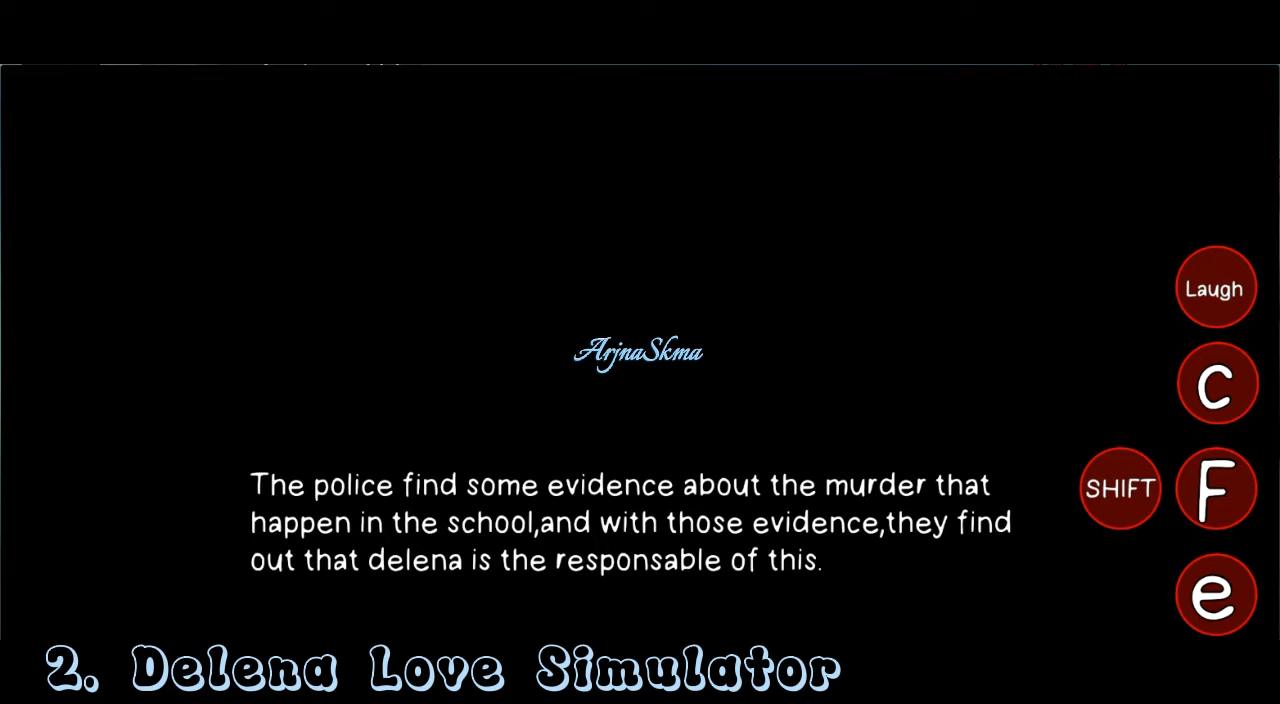 Laugh
ArjnaSkma
C
The police find some evidence about the murder that
SHIFT
F
happen in the school,and with those evidence,they find
out that delena is the responsable of this.
e
2. Delena Love Simulator